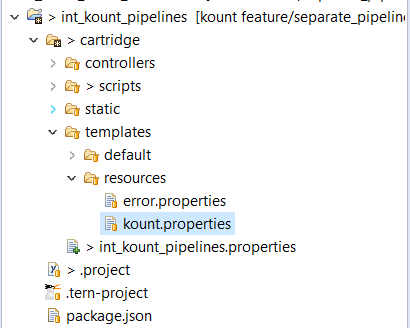 > int_kount_pipelines [kount feature/separate_pipeline
> cartridge
controllers
> scripts
static
templates
default
resources
error.properties
kount.properties
> int_kount_pipelines.properties
> .project
.tern-project
package.json